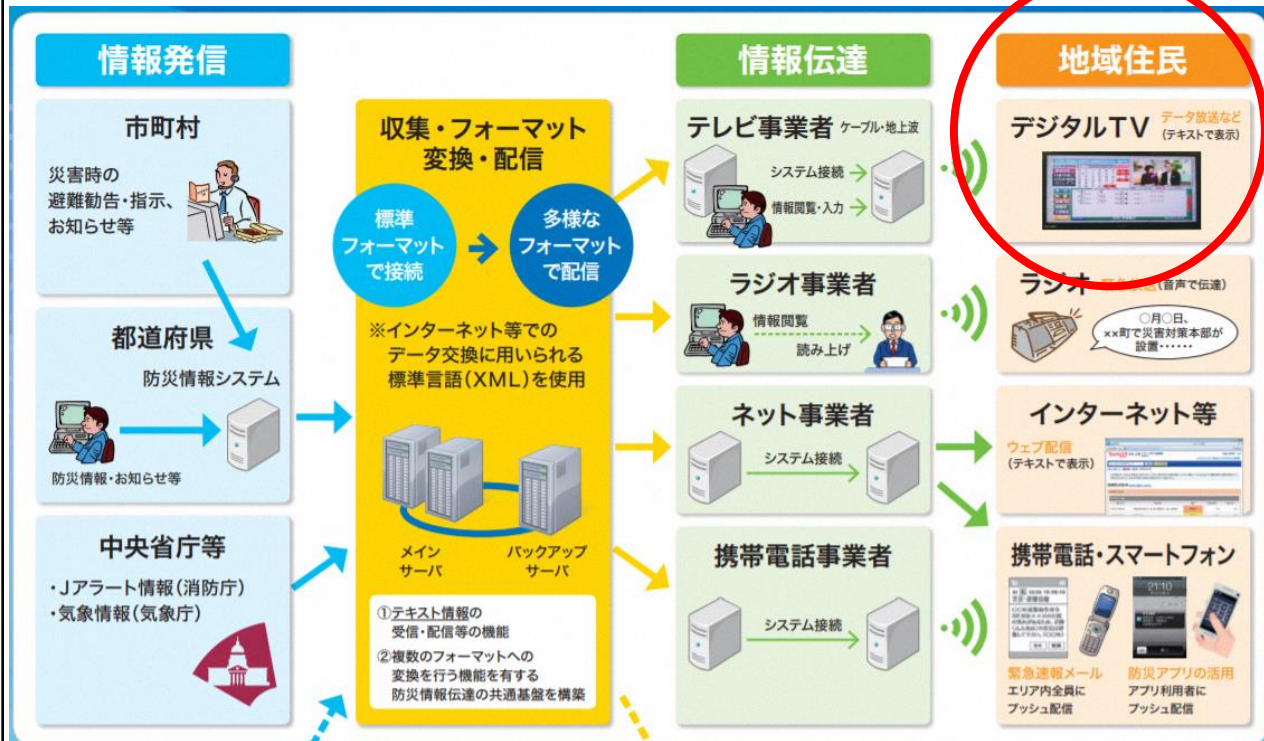 情報発信
市町村
災害時の
避難勧告・指示、
お知らせ等
都道府県
防災情報システム
防災情報・お知らせ等
中央省庁等
・Jアラート情報(消防庁)
・気象情報(気象庁)
収集・フォーマット
変換・配信
標準
フォーマット
で接続
多様な
フォーマット
で配信
※インターネット等での
データ交換に用いられる
標準言語(XML)を使用
メイン
サーバ
バックアップ
サーバ
①テキスト情報の
受信・配信等の機能
②複数のフォーマットへの
変換を行う機能を有する
防災情報伝達の共通基盤を構築
情報伝達
テレビ事業者 ケーブル・地上波
システム接続
情報閲覧・入力
ラジオ事業者
情報閲覧
読み上げ
ネット事業者
システム接続
携帯電話事業者
システム接続
地域住民
デジタルTV データ放送など
(テキストで表示)
ラジオ 緊急放送(音声で伝達)
○月○日、
××町で災害対策本部が
設置……
インターネット等
ウェブ配信
(テキストで表示)
携帯電話・スマートフォン
21:10
緊急速報メール
エリア内全員に
プッシュ配信
防災アプリの活用
アプリ利用者に
プッシュ配信